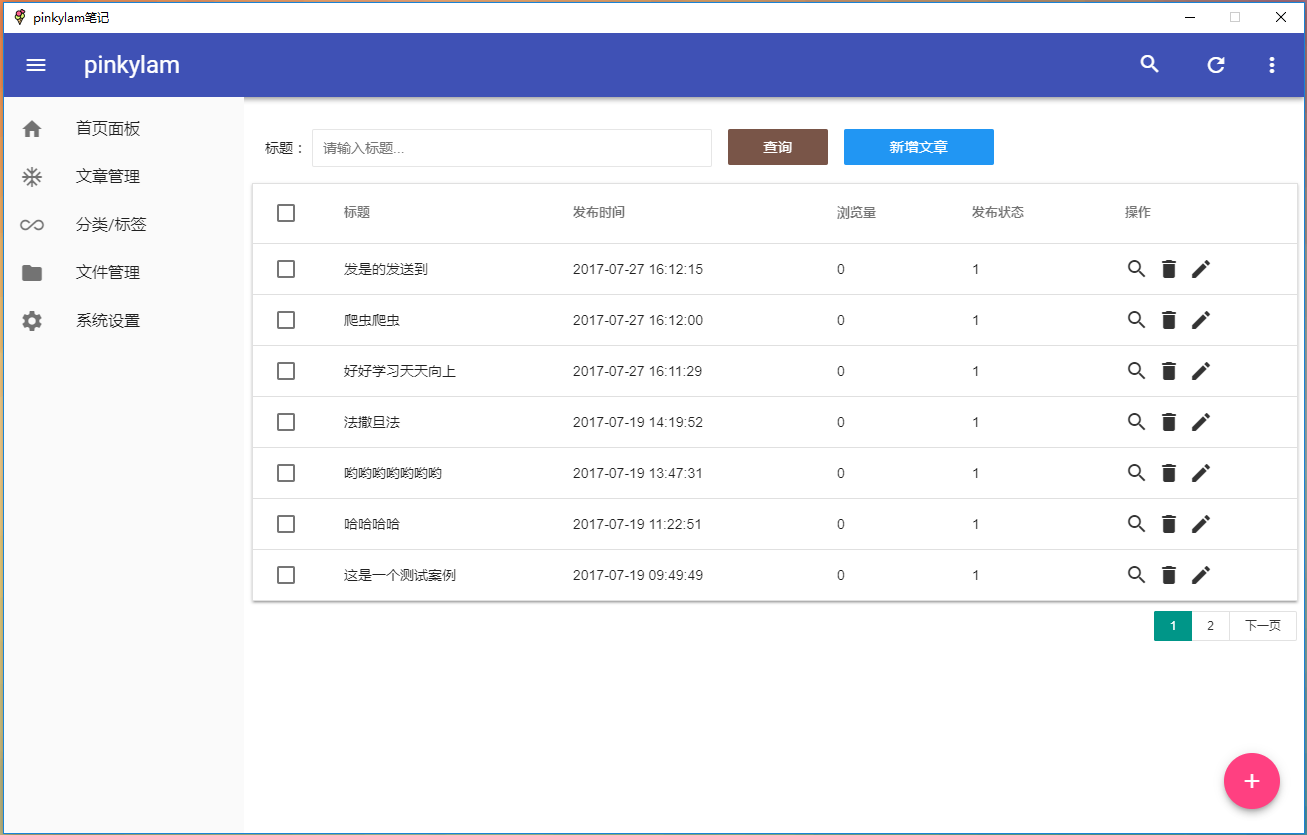 pinkylam笔记
pinkylam
首页面板
文章管理
分类/标签
文件管理
系统设置
标题： 请输入标题... 查询 新增文章
标题 发布时间 浏览量 发布状态 操作
发是的发送到 2017-07-27 16:12:15 0 1
爬虫爬虫 2017-07-27 16:12:00 0 1
好好学习天天向上 2017-07-27 16:11:29 0 1
法撒旦法 2017-07-19 14:19:52 0 1
哟哟哟哟哟哟哟 2017-07-19 13:47:31 0 1
哈哈哈哈 2017-07-19 11:22:51 0 1
这是一个测试案例 2017-07-19 09:49:49 0 1
1 2 下一页